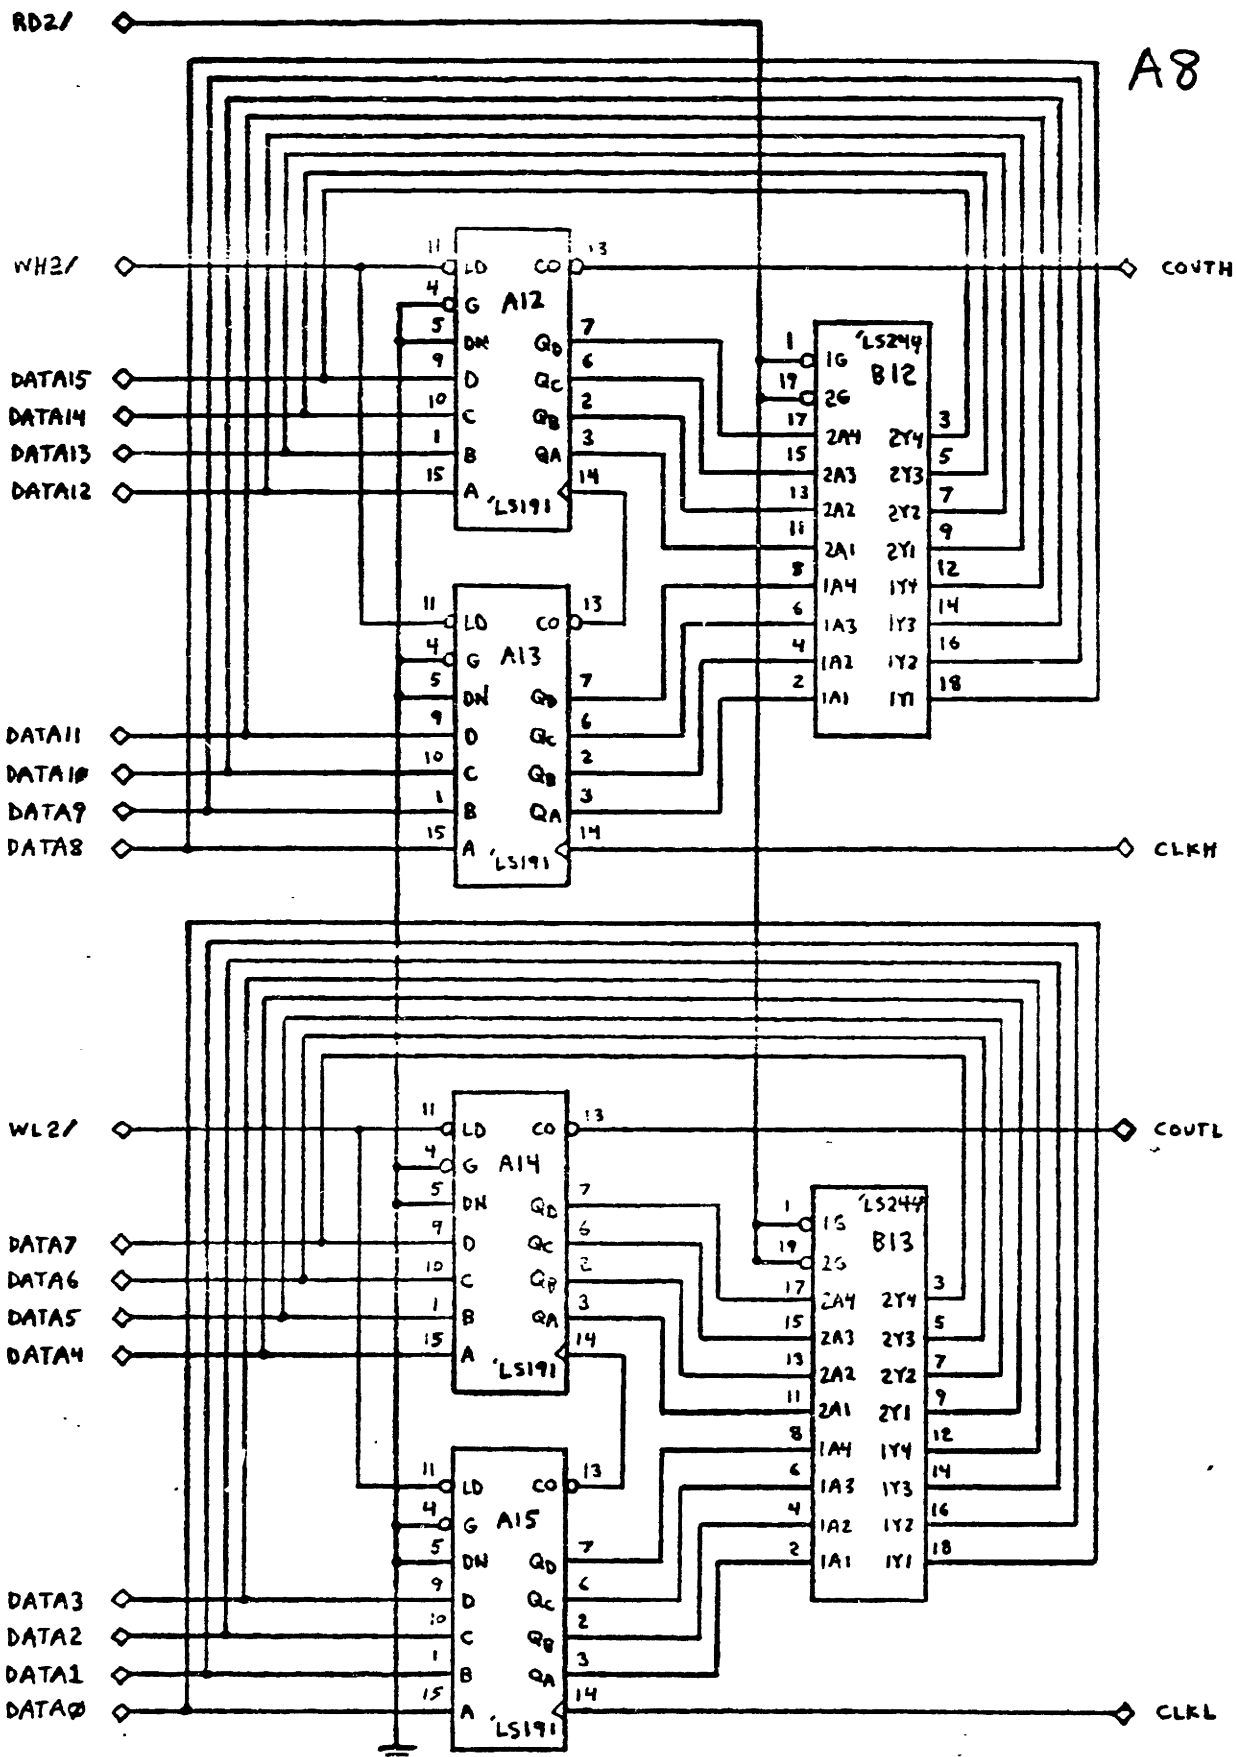 RD2/
A8
11 LD CO 13
WH2/ COUTH
4 G A12
5 DN QD 7
DATA15 9 D QC 6
DATA14 10 C QB 2
DATA13 1 B QA 3
DATA12 15 A 'LS191 14
'LS244
1 1G B12
19 2G
17 2A4 2Y4 3
15 2A3 2Y3 5
13 2A2 2Y2 7
11 2A1 2Y1 9
8 1A4 1Y4 12
6 1A3 1Y3 14
4 1A2 1Y2 16
2 1A1 1Y1 18
11 LD CO 13
4 G A13
5 DN QD 7
DATA11 9 D QC 6
DATA10 10 C QB 2
DATA9 1 B QA 3
DATA8 15 A 'LS191 14 CLKH
11 LD CO 13
WL2/ COUTL
4 G A14
5 DN QD 7
DATA7 9 D QC 6
DATA6 10 C QB 2
DATA5 1 B QA 3
DATA4 15 A 'LS191 14
'LS244
1 1G B13
19 2G
17 2A4 2Y4 3
15 2A3 2Y3 5
13 2A2 2Y2 7
11 2A1 2Y1 9
8 1A4 1Y4 12
6 1A3 1Y3 14
4 1A2 1Y2 16
2 1A1 1Y1 18
11 LD CO 13
4 G A15
5 DN QD 7
DATA3 9 D QC 6
DATA2 10 C QB 2
DATA1 1 B QA 3
DATA0 15 A 'LS191 14 CLKL